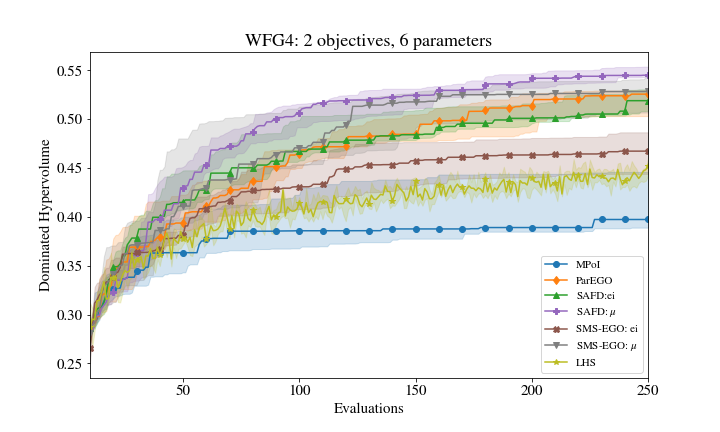 WFG4: 2 objectives, 6 parameters
Dominated Hypervolume
0.55
0.50
0.45
0.40
0.35
0.30
0.25
50
100
150
200
250
Evaluations
MPoI
ParEGO
SAFD:ei
SAFD: μ
SMS-EGO: ei
SMS-EGO: μ
LHS